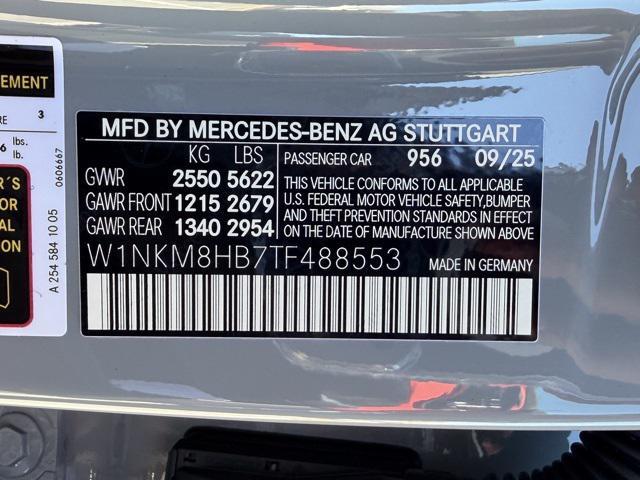 EMENT
RE 3
6 lbs.
0606667
A 254 584 10 05
MFD BY MERCEDES-BENZ AG STUTTGART
KG LBS
GVWR 2550 5622
GAWR FRONT 1215 2679
GAWR REAR 1340 2954
PASSENGER CAR 956 09/25
THIS VEHICLE CONFORMS TO ALL APPLICABLE
U.S. FEDERAL MOTOR VEHICLE SAFETY,BUMPER
AND THEFT PREVENTION STANDARDS IN EFFECT
ON THE DATE OF MANUFACTURE SHOWN ABOVE.
W1NKM8HB7TF488553 MADE IN GERMANY